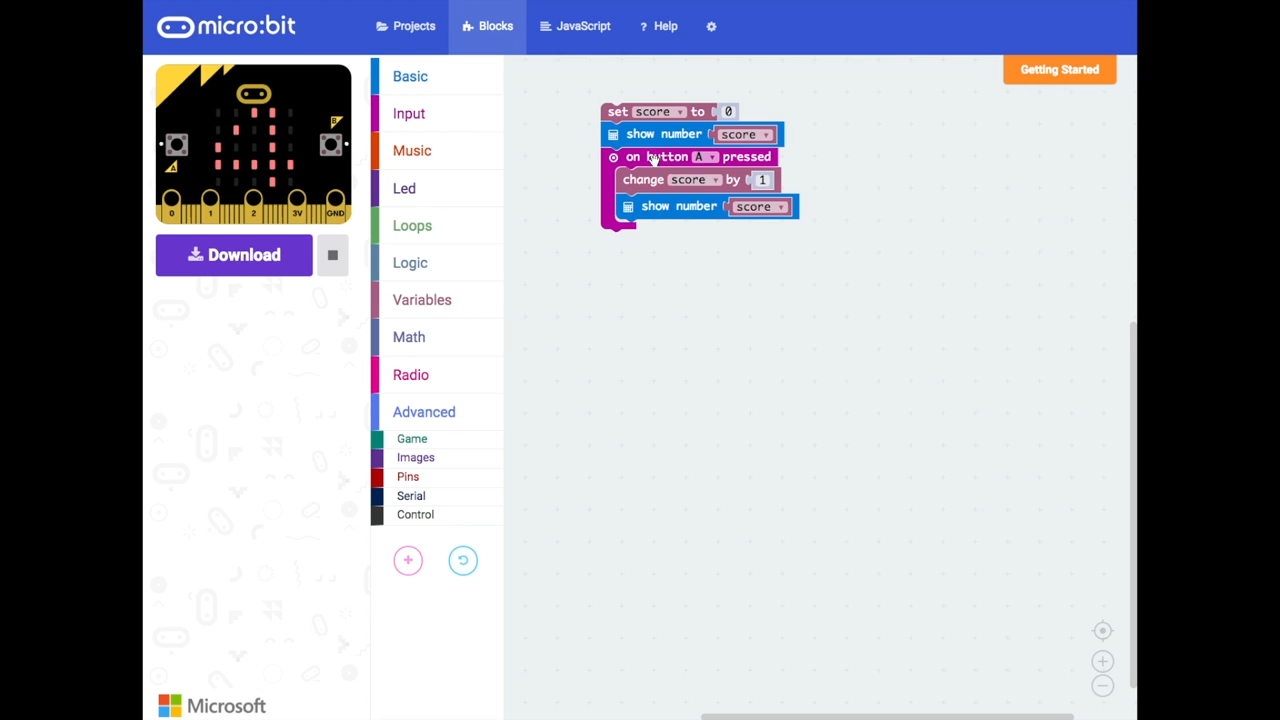 micro:bit
Projects
Blocks
JavaScript
? Help
Getting Started
B
A
0 1 2 3V GND
Download
Basic
Input
Music
Led
Loops
Logic
Variables
Math
Radio
Advanced
Game
Images
Pins
Serial
Control
set score to 0
show number score
on button A pressed
change score by 1
show number score
Microsoft